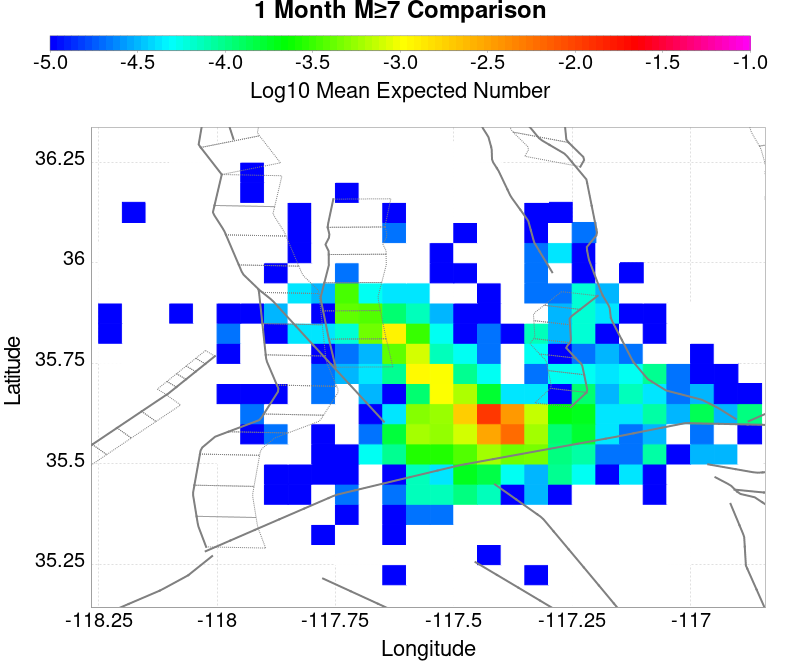 1 Month M≥7 Comparison
-5.0 -4.5 -4.0 -3.5 -3.0 -2.5 -2.0 -1.5 -1.0
Log10 Mean Expected Number
36.25
36
35.75
35.5
35.25
Latitude
-118.25 -118 -117.75 -117.5 -117.25 -117
Longitude